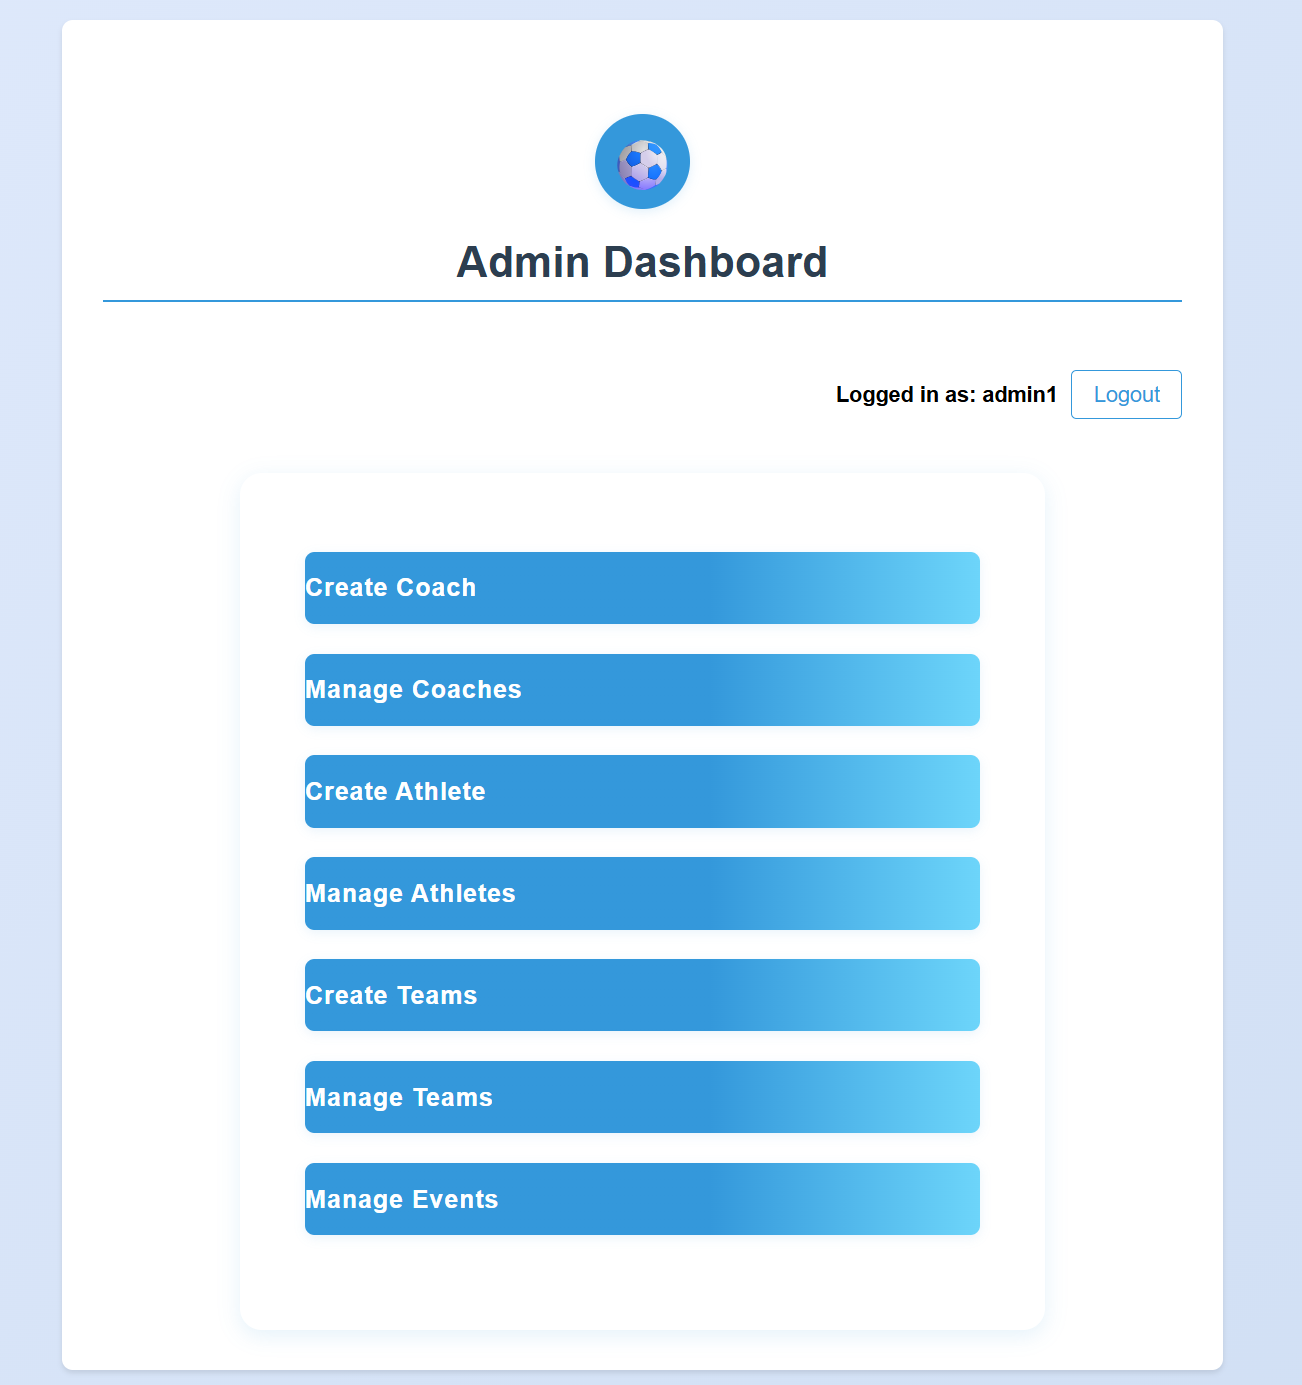 Admin Dashboard
Logged in as: admin1
Logout
Create Coach
Manage Coaches
Create Athlete
Manage Athletes
Create Teams
Manage Teams
Manage Events